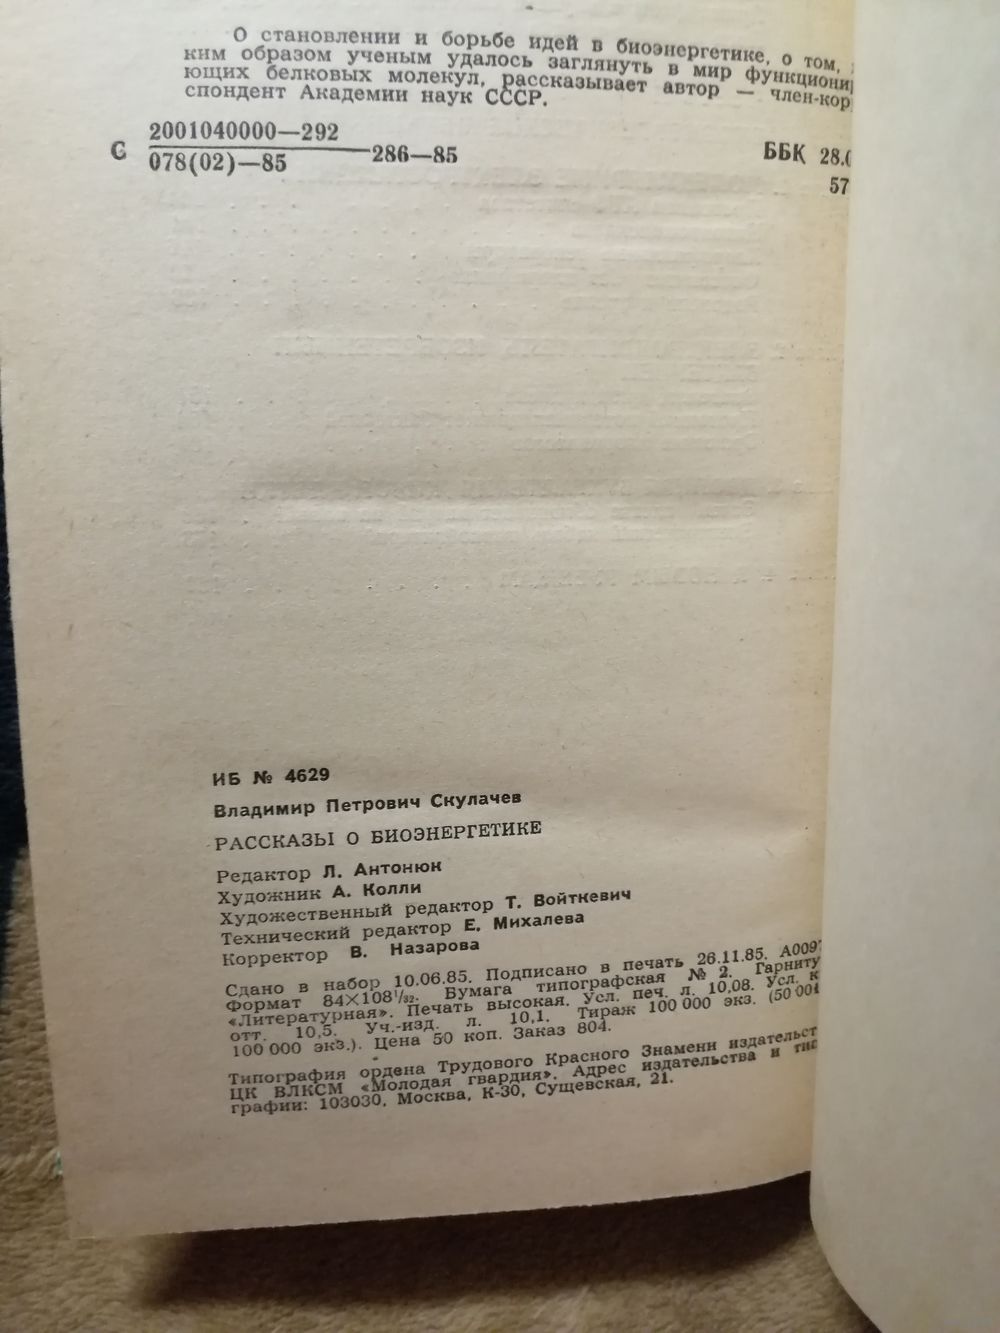 О становлении и борьбе идей в биоэнергетике, о том,
ким образом ученым удалось заглянуть в мир функциони
ющих белковых молекул, рассказывает автор — член-кор
спондент Академии наук СССР.
С 2001040000—292
078(02)—85 —286—85
ББК 28.0
57
ИБ № 4629
Владимир Петрович Скулачев
РАССКАЗЫ О БИОЭНЕРГЕТИКЕ
Редактор Л. Антонюк
Художник А. Колли
Художественный редактор Т. Войткевич
Технический редактор Е. Михалева
Корректор В. Назарова
Сдано в набор 10.06.85. Подписано в печать 26.11.85. А0097
Формат 84×108¹/₃₂. Бумага типографская № 2. Гарниту
«Литературная». Печать высокая. Усл. печ. л. 10,08. Усл. к
отт. 10,5. Уч.-изд. л. 10,1. Тираж 100 000 экз. (50 001
100 000 экз.). Цена 50 коп. Заказ 804.
Типография ордена Трудового Красного Знамени издательст
ЦК ВЛКСМ «Молодая гвардия». Адрес издательства и тип
графии: 103030, Москва, К-30, Сущевская, 21.